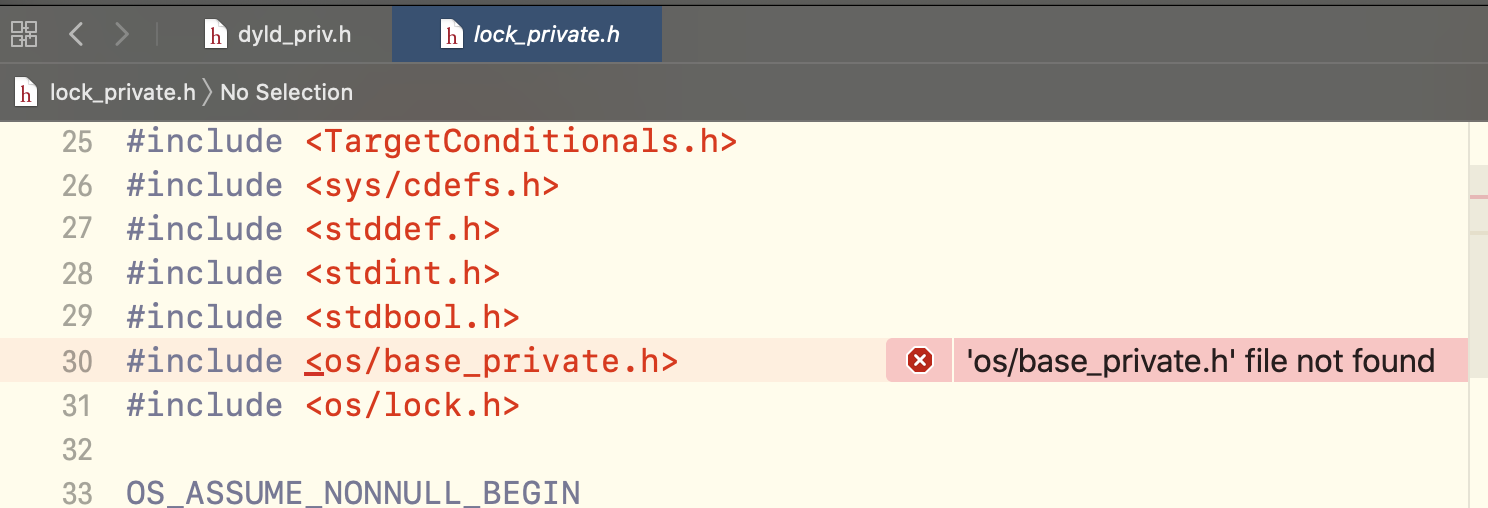 dyld_priv.h lock_private.h
lock_private.h 〉 No Selection
25 #include <TargetConditionals.h>
26 #include <sys/cdefs.h>
27 #include <stddef.h>
28 #include <stdint.h>
29 #include <stdbool.h>
30 #include <os/base_private.h> 'os/base_private.h' file not found
31 #include <os/lock.h>
32
33 OS_ASSUME_NONNULL_BEGIN